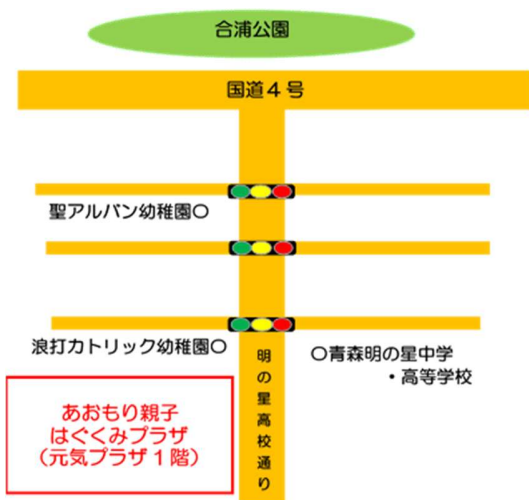 合浦公園
国道4号
聖アルバン幼稚園○
浪打カトリック幼稚園○
○青森明の星中学
・高等学校
明の星高校通り
あおもり親子
はぐくみプラザ
(元気プラザ1階)